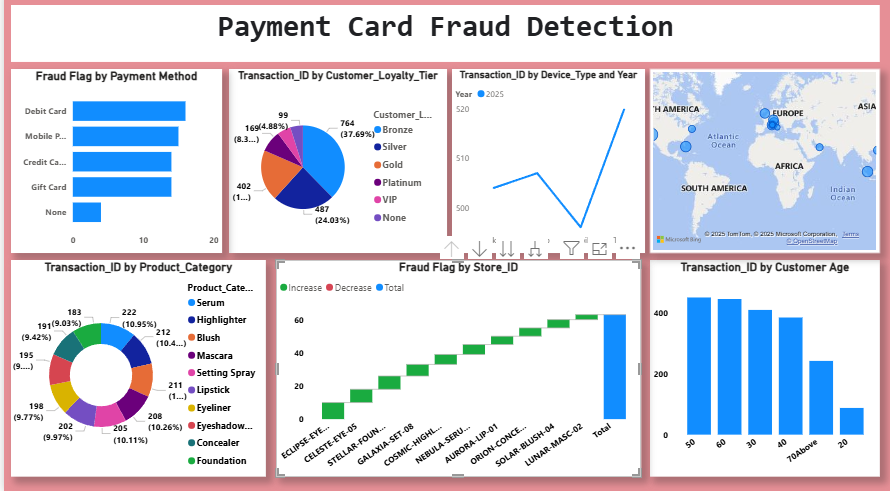 Payment Card Fraud Detection
Fraud Flag by Payment Method
Debit Card
Mobile P...
Credit Ca...
Gift Card
None
0 10 20
Transaction_ID by Customer_Loyalty_Tier
99
(4.88%)
169
(8.3...)
402
(1...)
764
(37.69%)
487
(24.03%)
Customer_L...
Bronze
Silver
Gold
Platinum
VIP
None
Transaction_ID by Device_Type and Year
Year 2025
520
510
500
H AMERICA
EUROPE
ASIA
Atlantic
Ocean
AFRICA
SOUTH AMERICA
Indian
Ocean
Microsoft Bing
© 2025 TomTom, © 2025 Microsoft Corporation, Terms
© OpenStreetMap
Transaction_ID by Product_Category
183
(9.03%)
191
(9.42%)
195
(9....)
198
(9.77%)
202
(9.97%)
205
(10.11%)
208
(10.26%)
211
(1...)
212
(10.4...)
222
(10.95%)
Product_Cate...
Serum
Highlighter
Blush
Mascara
Setting Spray
Lipstick
Eyeliner
Eyeshadow...
Concealer
Foundation
Fraud Flag by Store_ID
Increase Decrease Total
60
40
20
0
ECLIPSE-EYE...
CELESTE-EYE-05
STELLAR-FOUN...
GALAXIA-SET-08
COSMIC-HIGHL...
NEBULA-SERU...
AURORA-LIP-01
ORION-CONCE...
SOLAR-BLUSH-04
LUNAR-MASC-02
Total
Transaction_ID by Customer Age
400
200
0
50
60
30
40
70Above
20